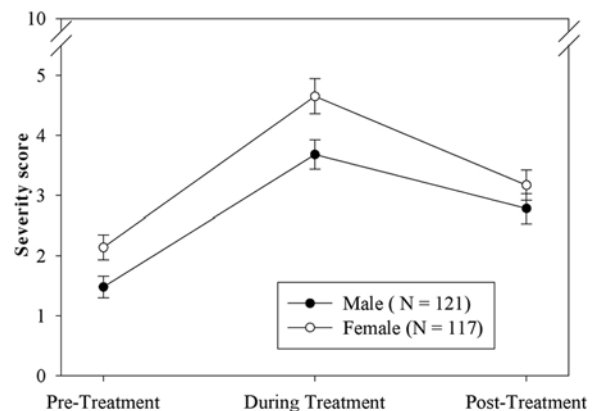 10
5
4
3
2
1
0
Severity score
Male ( N = 121)
Female (N = 117)
Pre-Treatment
During Treatment
Post-Treatment